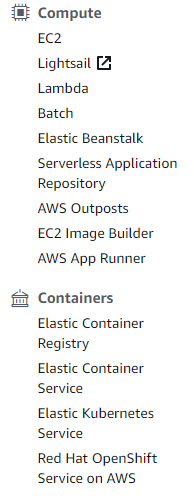 Compute
EC2
Lightsail
Lambda
Batch
Elastic Beanstalk
Serverless Application
Repository
AWS Outposts
EC2 Image Builder
AWS App Runner
Containers
Elastic Container
Registry
Elastic Container
Service
Elastic Kubernetes
Service
Red Hat OpenShift
Service on AWS